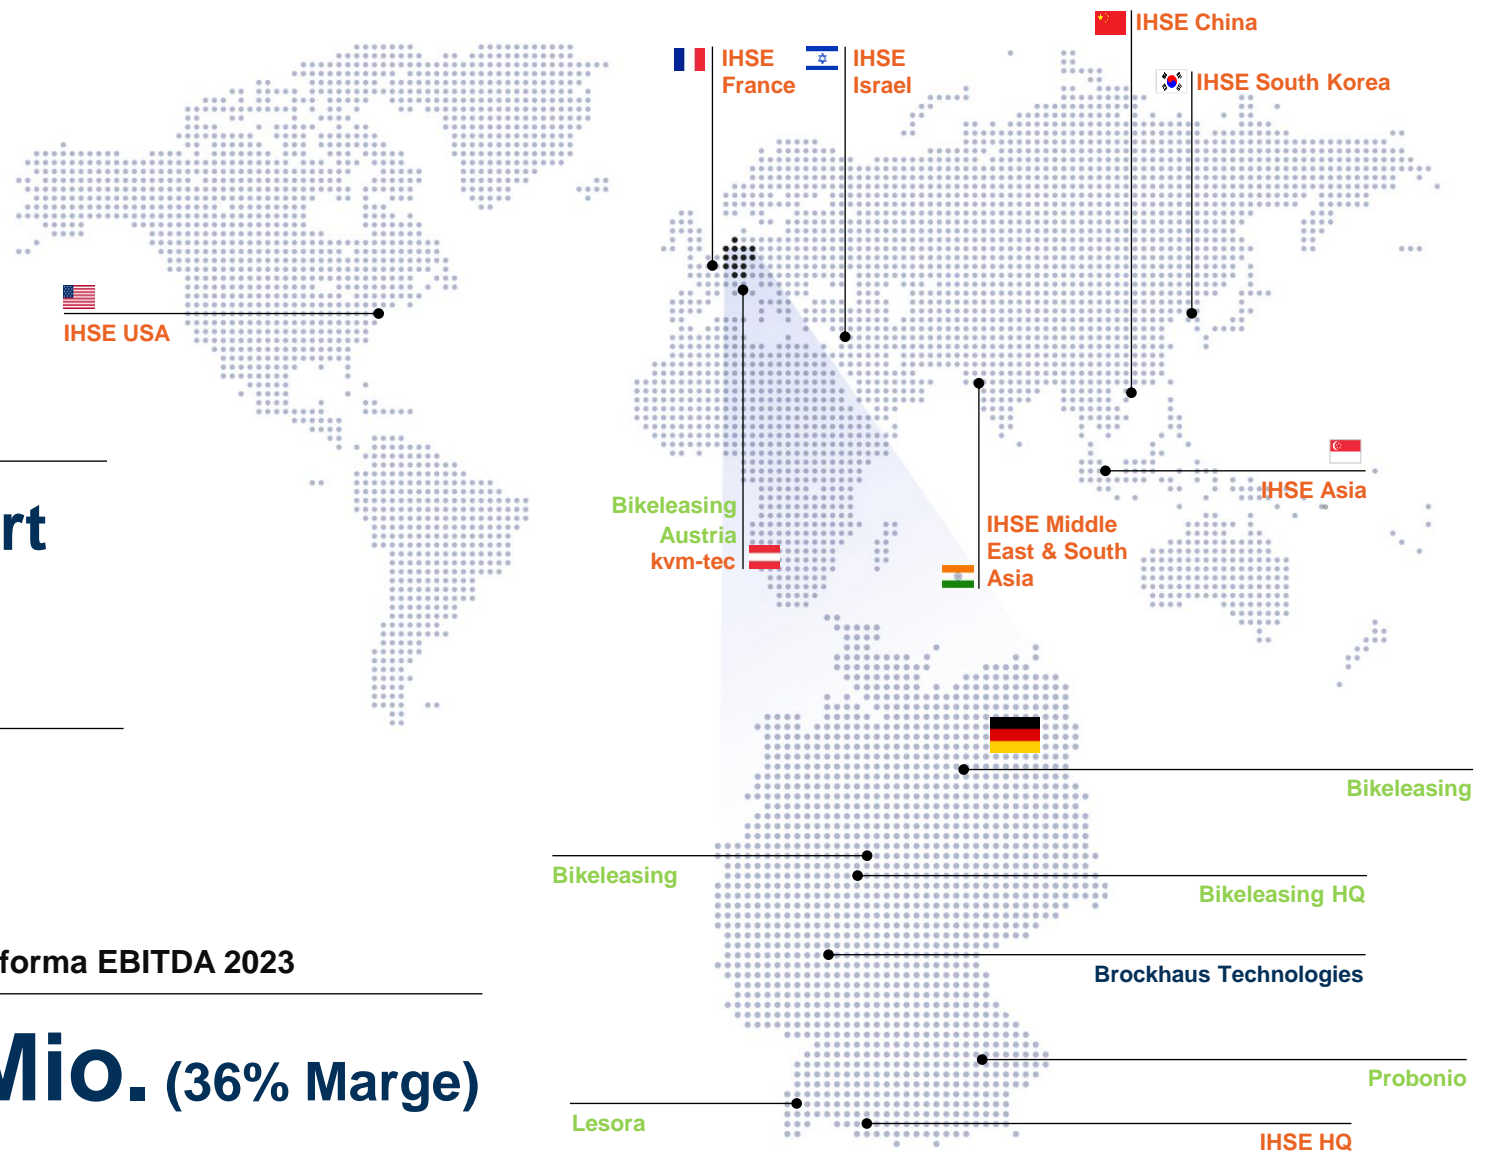 IHSE China
IHSE
France
IHSE
Israel
IHSE South Korea
IHSE USA
IHSE Asia
rt
Bikeleasing
Austria
kvm-tec
IHSE Middle
East & South
Asia
Bikeleasing
Bikeleasing
Bikeleasing HQ
forma EBITDA 2023
Brockhaus Technologies
Mio. (36% Marge)
Probonio
Lesora
IHSE HQ